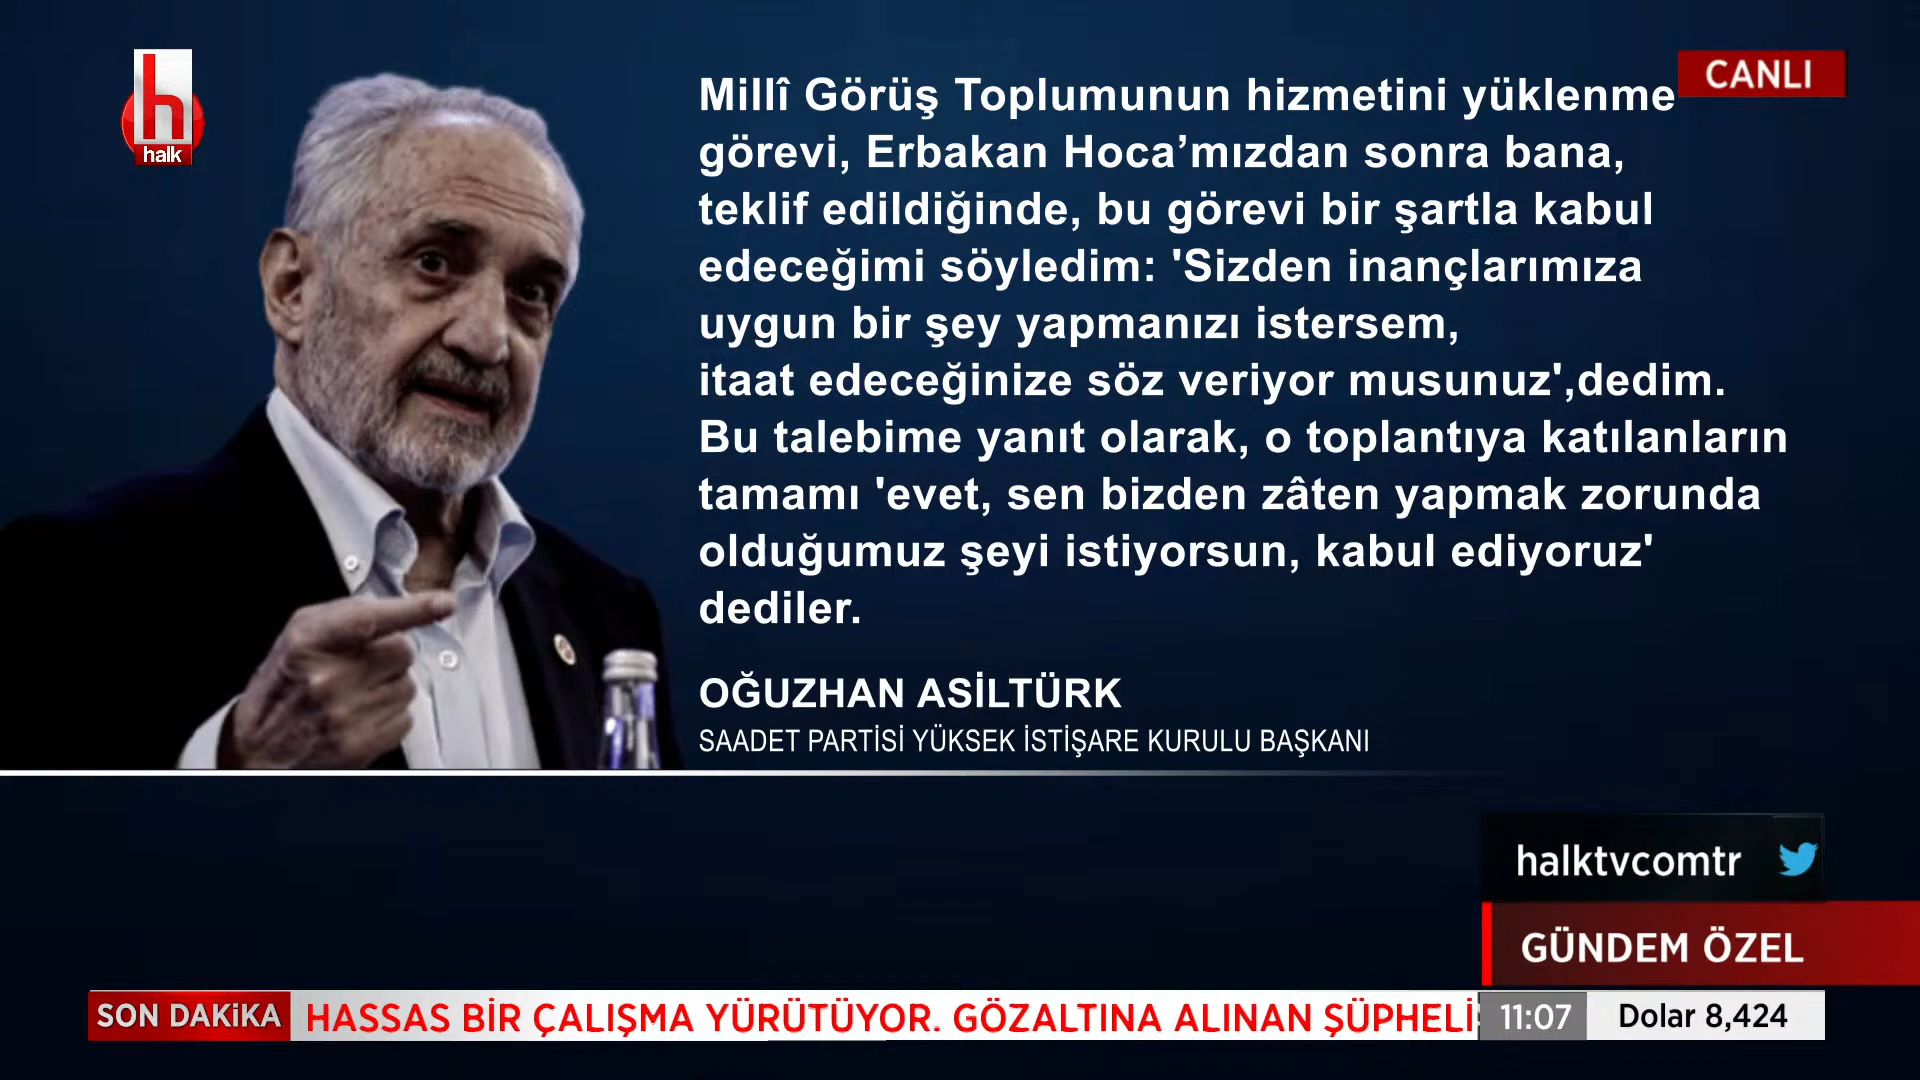 h
halk
CANLI
Millî Görüş Toplumunun hizmetini yüklenme
görevi, Erbakan Hoca’mızdan sonra bana,
teklif edildiğinde, bu görevi bir şartla kabul
edeceğimi söyledim: 'Sizden inançlarımıza
uygun bir şey yapmanızı istersem,
itaat edeceğinize söz veriyor musunuz',dedim.
Bu talebime yanıt olarak, o toplantıya katılanların
tamamı 'evet, sen bizden zâten yapmak zorunda
olduğumuz şeyi istiyorsun, kabul ediyoruz'
dediler.
OĞUZHAN ASİLTÜRK
SAADET PARTİSİ YÜKSEK İSTİŞARE KURULU BAŞKANI
halktvcomtr
GÜNDEM ÖZEL
SON DAKİKA HASSAS BİR ÇALIŞMA YÜRÜTÜYOR. GÖZALTINA ALINAN ŞÜPHELİ 11:07 Dolar 8,424